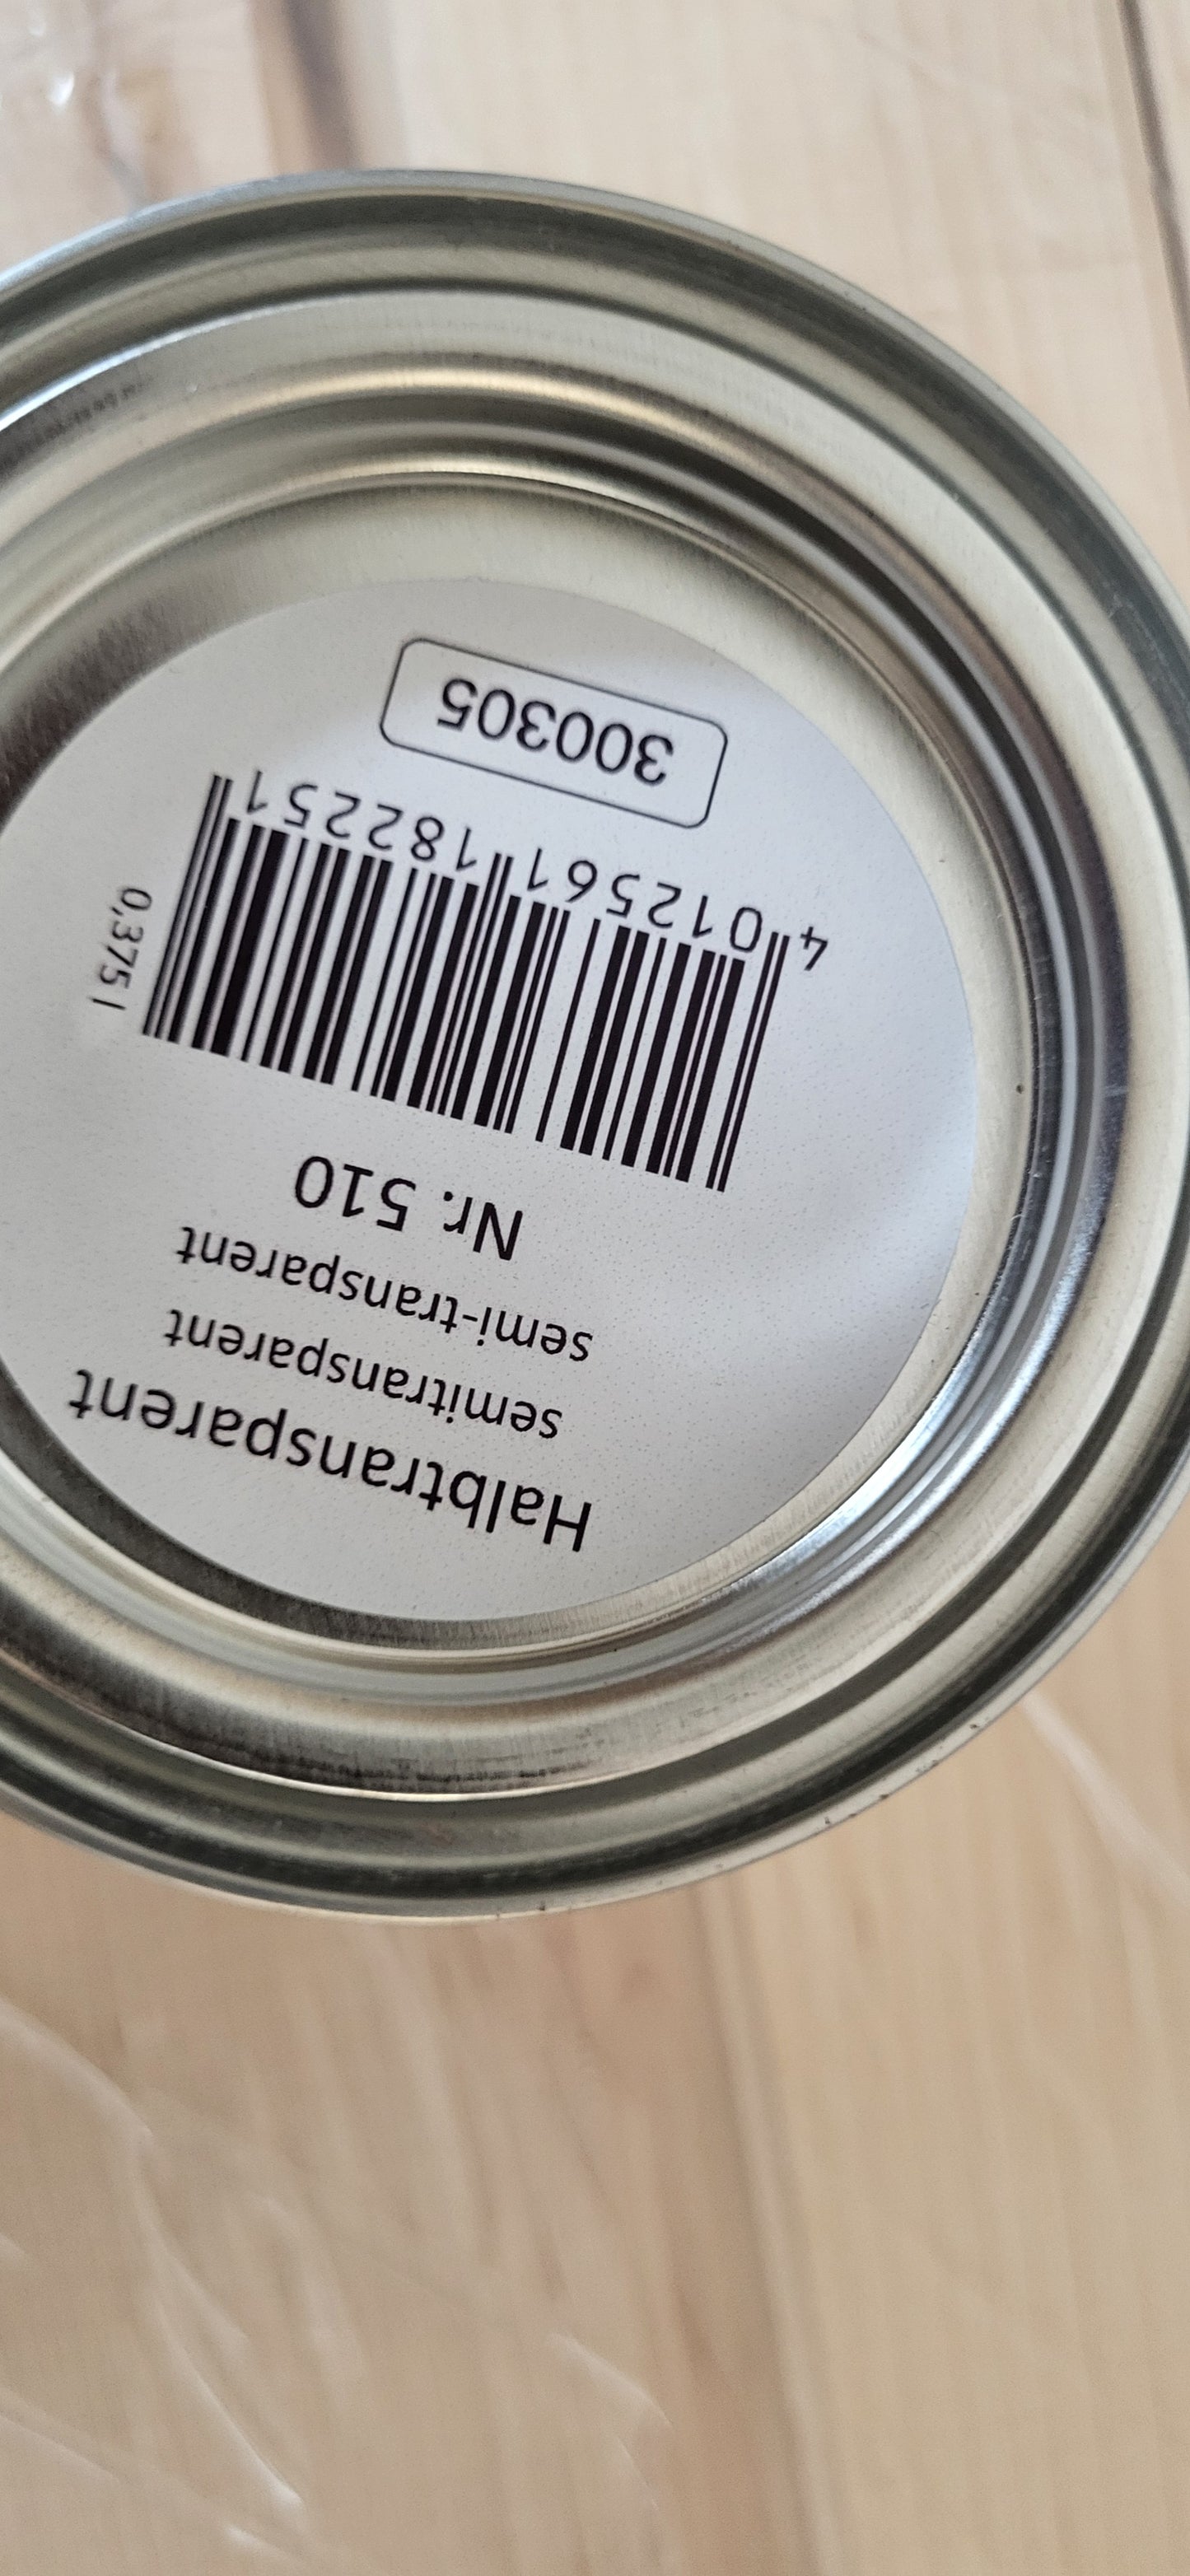 Halbtransparent
semitransparent
semi-transparent
Nr. 510
0,375 l
4 012561 182251
300305